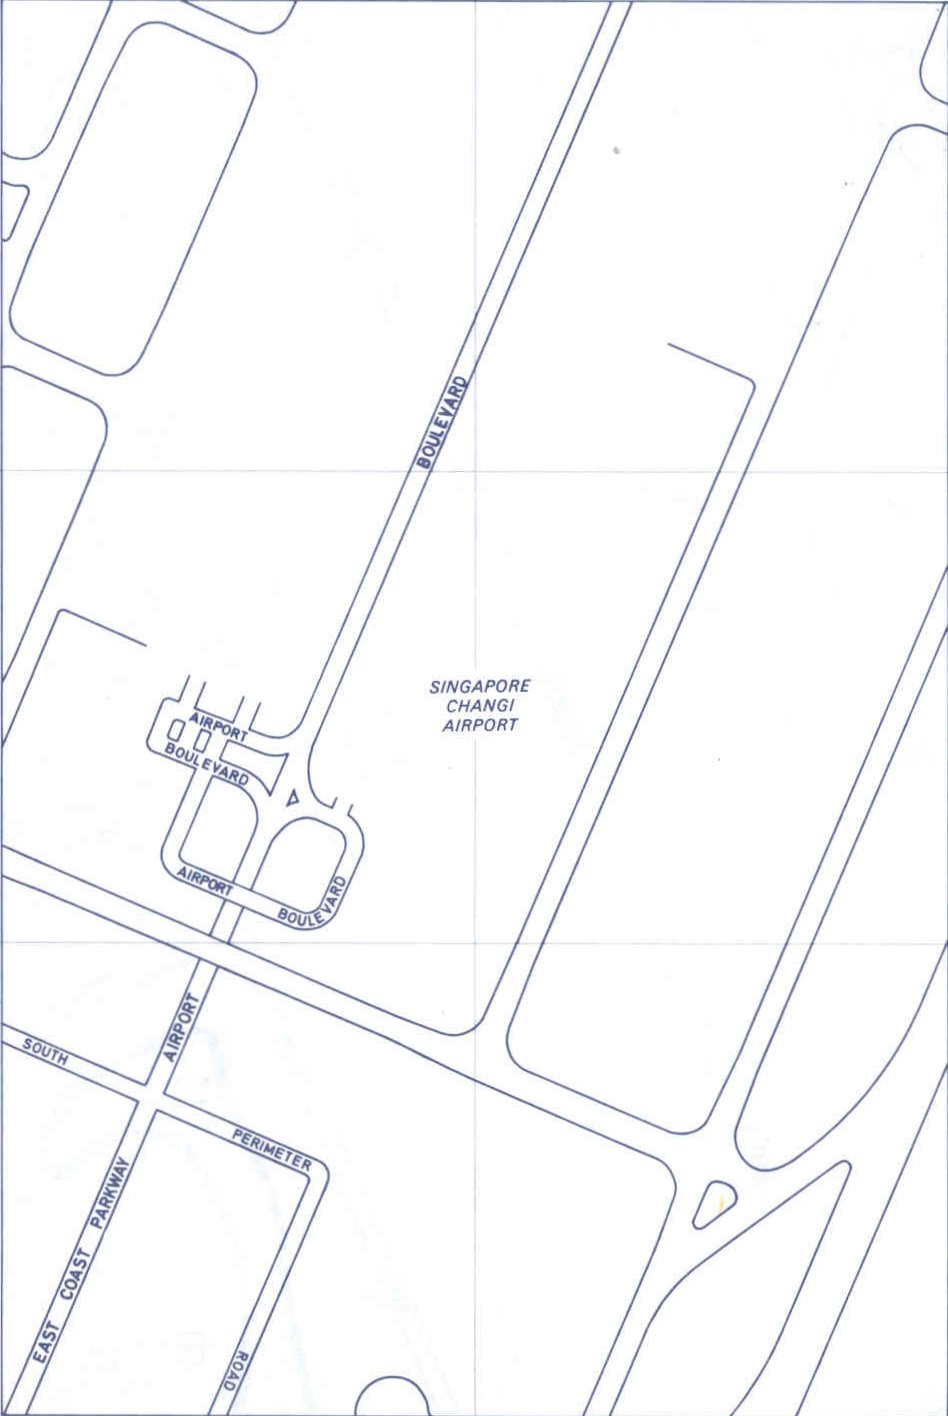 BOULEVARD
SINGAPORE
CHANGI
AIRPORT
AIRPORT
BOULEVARD
AIRPORT
BOULEVARD
AIRPORT
SOUTH
PERIMETER
ROAD
EAST COAST PARKWAY